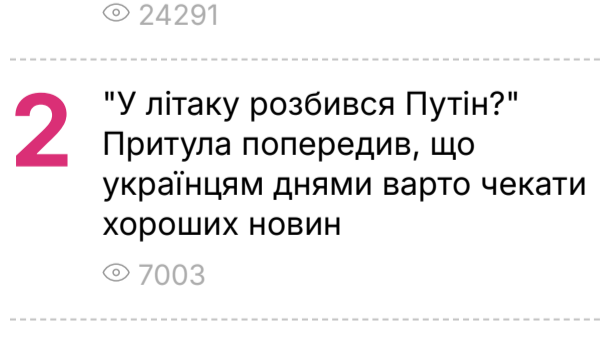 24291
2
"У літаку розбився Путін?"
Притула попередив, що
українцям днями варто чекати
хороших новин
7003